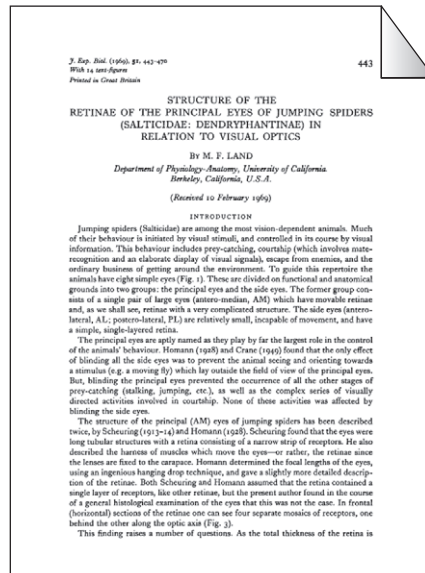 J. Exp. Biol. (1969), 51, 443-470
With 14 text-figures
Printed in Great Britain
443
STRUCTURE OF THE
RETINAE OF THE PRINCIPAL EYES OF JUMPING SPIDERS
(SALTICIDAE: DENDRYPHANTINAE) IN
RELATION TO VISUAL OPTICS
BY M. F. LAND
Department of Physiology-Anatomy, University of California
Berkeley, California, U.S.A.
(Received 10 February 1969)
INTRODUCTION
Jumping spiders (Salticidae) are among the most vision-dependent animals. Much
of their behaviour is initiated by visual stimuli, and controlled in its course by visual
information. This behaviour includes prey-catching, courtship (which involves mate-
recognition and an elaborate display of visual signals), escape from enemies, and the
ordinary business of getting around the environment. To guide this repertoire the
animals have eight simple eyes (Fig. 1). These are divided on functional and anatomical
grounds into two groups: the principal eyes and the side eyes. The former group con-
sists of a single pair of large eyes (antero-median, AM) which have movable retinae
and, as we shall see, retinae with a very complicated structure. The side eyes (antero-
lateral, AL; postero-lateral, PL) are relatively small, incapable of movement, and have
a simple, single-layered retina.
The principal eyes are aptly named as they play by far the largest role in the control
of the animals' behaviour. Homann (1928) and Crane (1949) found that the only effect
of blinding all the side eyes was to prevent the animal seeing and orienting towards
a stimulus (e.g. a moving fly) which lay outside the field of view of the principal eyes.
But, blinding the principal eyes prevented the occurrence of all the other stages of
prey-catching (stalking, jumping, etc.), as well as the complex series of visually
directed activities involved in courtship. None of these activities was affected by
blinding the side eyes.
The structure of the principal (AM) eyes of jumping spiders has been described
twice, by Scheuring (1913-14) and Homann (1928). Scheuring found that the eyes were
long tubular structures with a retina consisting of a narrow strip of receptors. He also
described the harness of muscles which move the eyes—or rather, the retinae since
the lenses are fixed to the carapace. Homann determined the focal lengths of the eyes,
using an ingenious hanging drop technique, and gave a slightly more detailed descrip-
tion of the retinae. Both Scheuring and Homann assumed that the retina contained a
single layer of receptors, like other retinae, but the present author found in the course
of a general histological examination of the eyes that this was not the case. In frontal
(horizontal) sections of the retinae one can see four separate mosaics of receptors, one
behind the other along the optic axis (Fig. 3).
This finding raises a number of questions. As the total thickness of the retina is